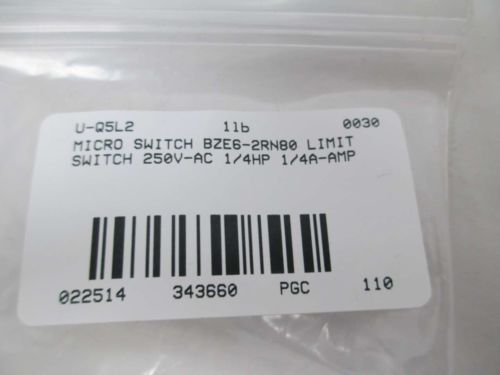 U-Q5L2 1lb 0030
MICRO SWITCH BZE6-2RN80 LIMIT
SWITCH 250V-AC 1/4HP 1/4A-AMP
022514 343660 PGC 110